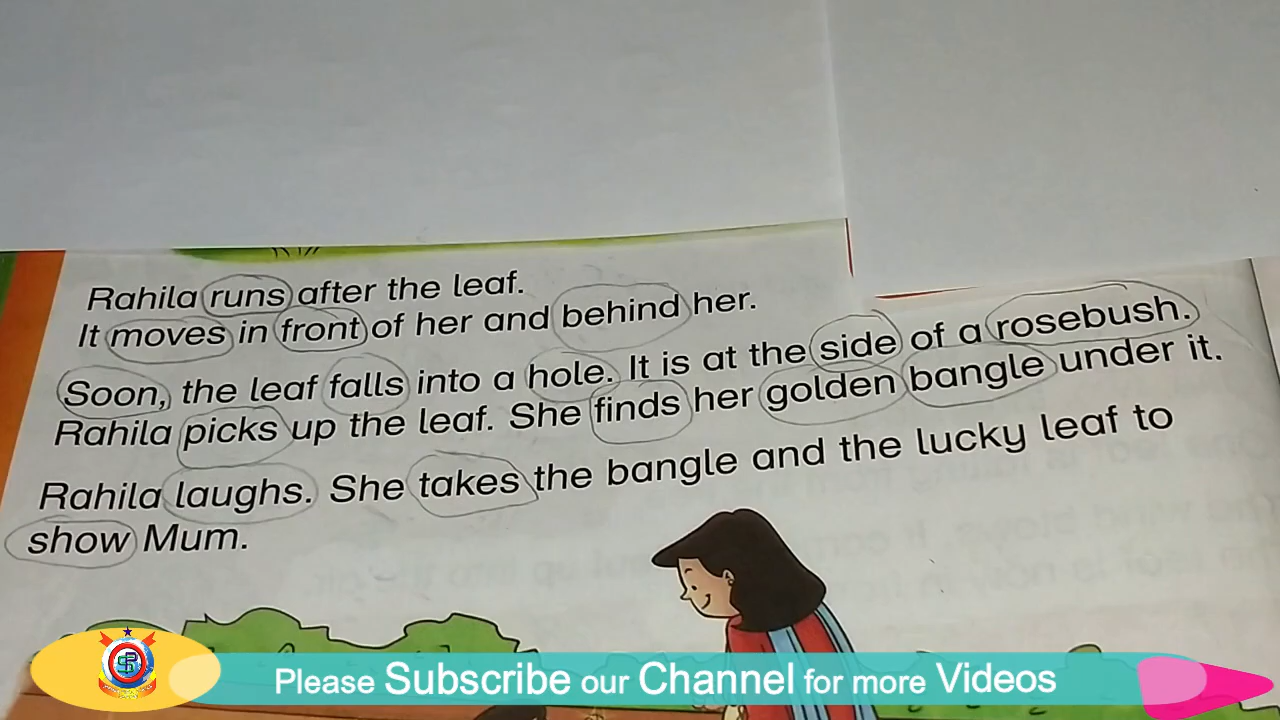 Rahila runs after the leaf.
It moves in front of her and behind her.
Soon, the leaf falls into a hole. It is at the side of a rosebush.
Rahila picks up the leaf. She finds her golden bangle under it.
Rahila laughs. She takes the bangle and the lucky leaf to
show Mum.
Please Subscribe our Channel for more Videos